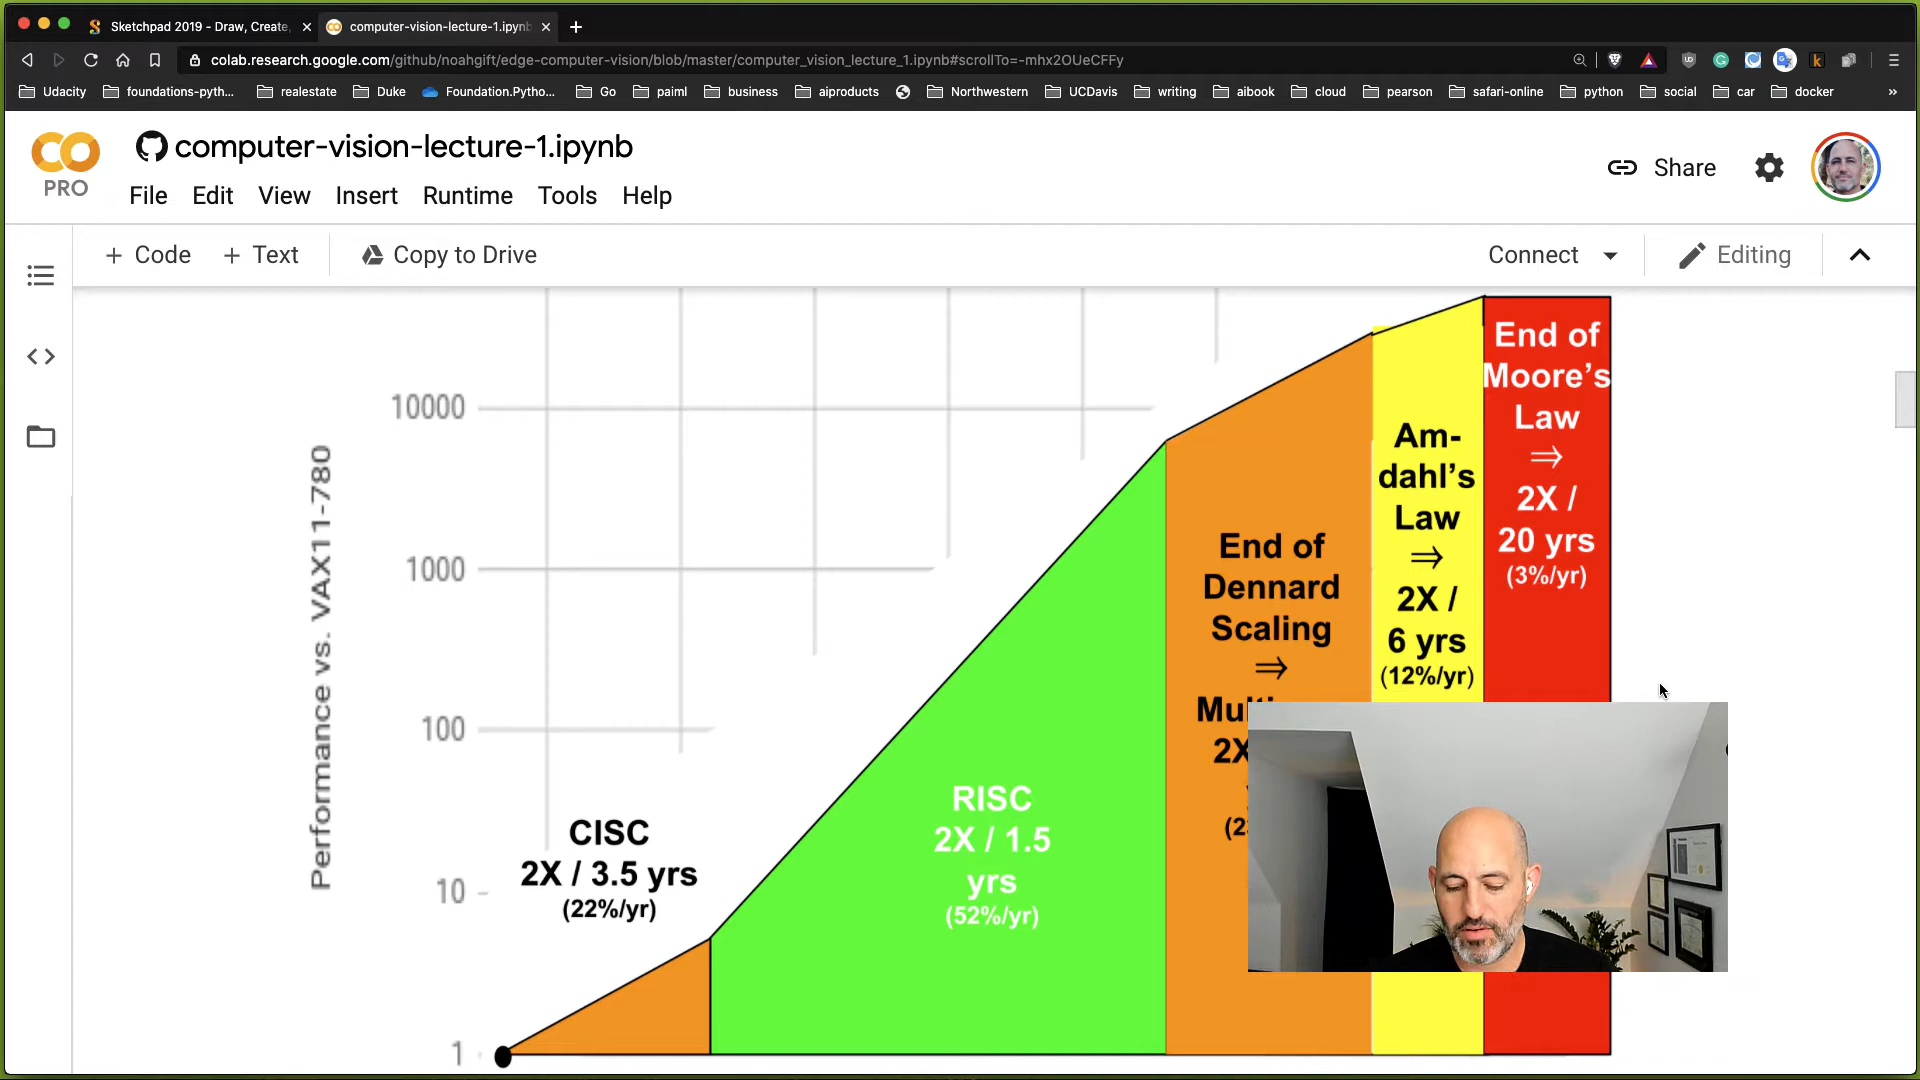 Sketchpad 2019 - Draw, Create,
computer-vision-lecture-1.ipynb
colab.research.google.com/github/noahgift/edge-computer-vision/blob/master/computer_vision_lecture_1.ipynb#scrollTo=-mhx2OUeCFFy
Udacity foundations-pyth... realestate Duke Foundation.Pytho... Go paiml business aiproducts Northwestern UCDavis writing aibook cloud pearson safari-online python social car docker »
CO
PRO
computer-vision-lecture-1.ipynb
File Edit View Insert Runtime Tools Help
Share
+ Code + Text Copy to Drive
Connect Editing
Performance vs. VAX11-780
10000
1000
100
10
1
CISC
2X / 3.5 yrs
(22%/yr)
RISC
2X / 1.5
yrs
(52%/yr)
End of
Dennard
Scaling
⇒
2X
Am-
dahl's
Law
⇒
2X /
6 yrs
(12%/yr)
End of
Moore's
Law
⇒
2X /
20 yrs
(3%/yr)